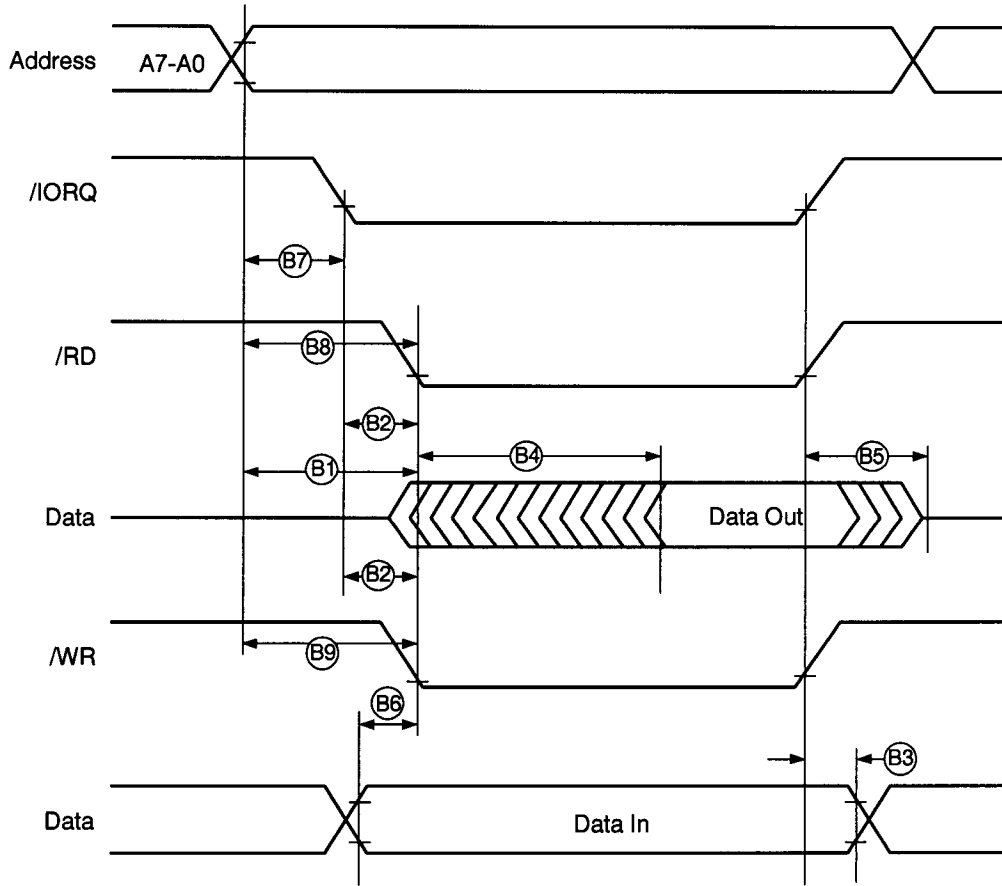 Address A7-A0
/IORQ
B7
/RD B8
B2
B1 B4 B5
Data Data Out
B2
/WR B9
B6
B3
Data Data In